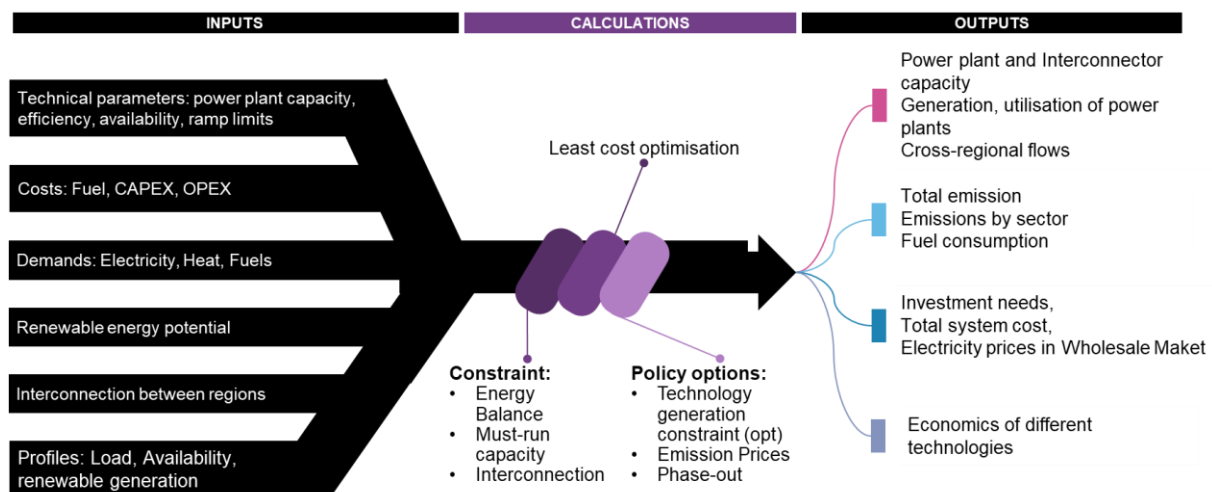 INPUTS
CALCULATIONS
OUTPUTS
Technical parameters: power plant capacity,
efficiency, availability, ramp limits
Costs: Fuel, CAPEX, OPEX
Demands: Electricity, Heat, Fuels
Renewable energy potential
Interconnection between regions
Profiles: Load, Availability,
renewable generation
Least cost optimisation
Constraint:
• Energy
Balance
• Must-run
capacity
• Interconnection
Policy options:
• Technology
generation
constraint (opt)
• Emission Prices
• Phase-out
Power plant and Interconnector
capacity
Generation, utilisation of power
plants
Cross-regional flows
Total emission
Emissions by sector
Fuel consumption
Investment needs,
Total system cost,
Electricity prices in Wholesale Maket
Economics of different
technologies